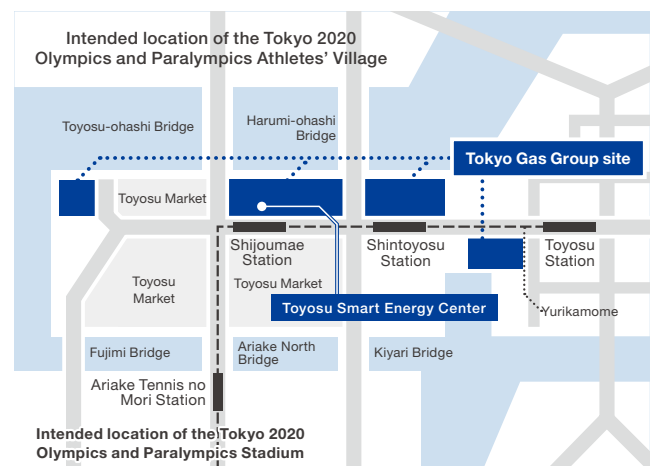 Intended location of the Tokyo 2020
Olympics and Paralympics Athletes' Village
Toyosu-ohashi Bridge
Harumi-ohashi
Bridge
Tokyo Gas Group site
Toyosu Market
Shijoumae
Station
Shintoyosu
Station
Toyosu
Station
Toyosu
Market
Toyosu Market
Toyosu Smart Energy Center
Yurikamome
Fujimi Bridge
Ariake North
Bridge
Kiyari Bridge
Ariake Tennis no
Mori Station
Intended location of the Tokyo 2020
Olympics and Paralympics Stadium